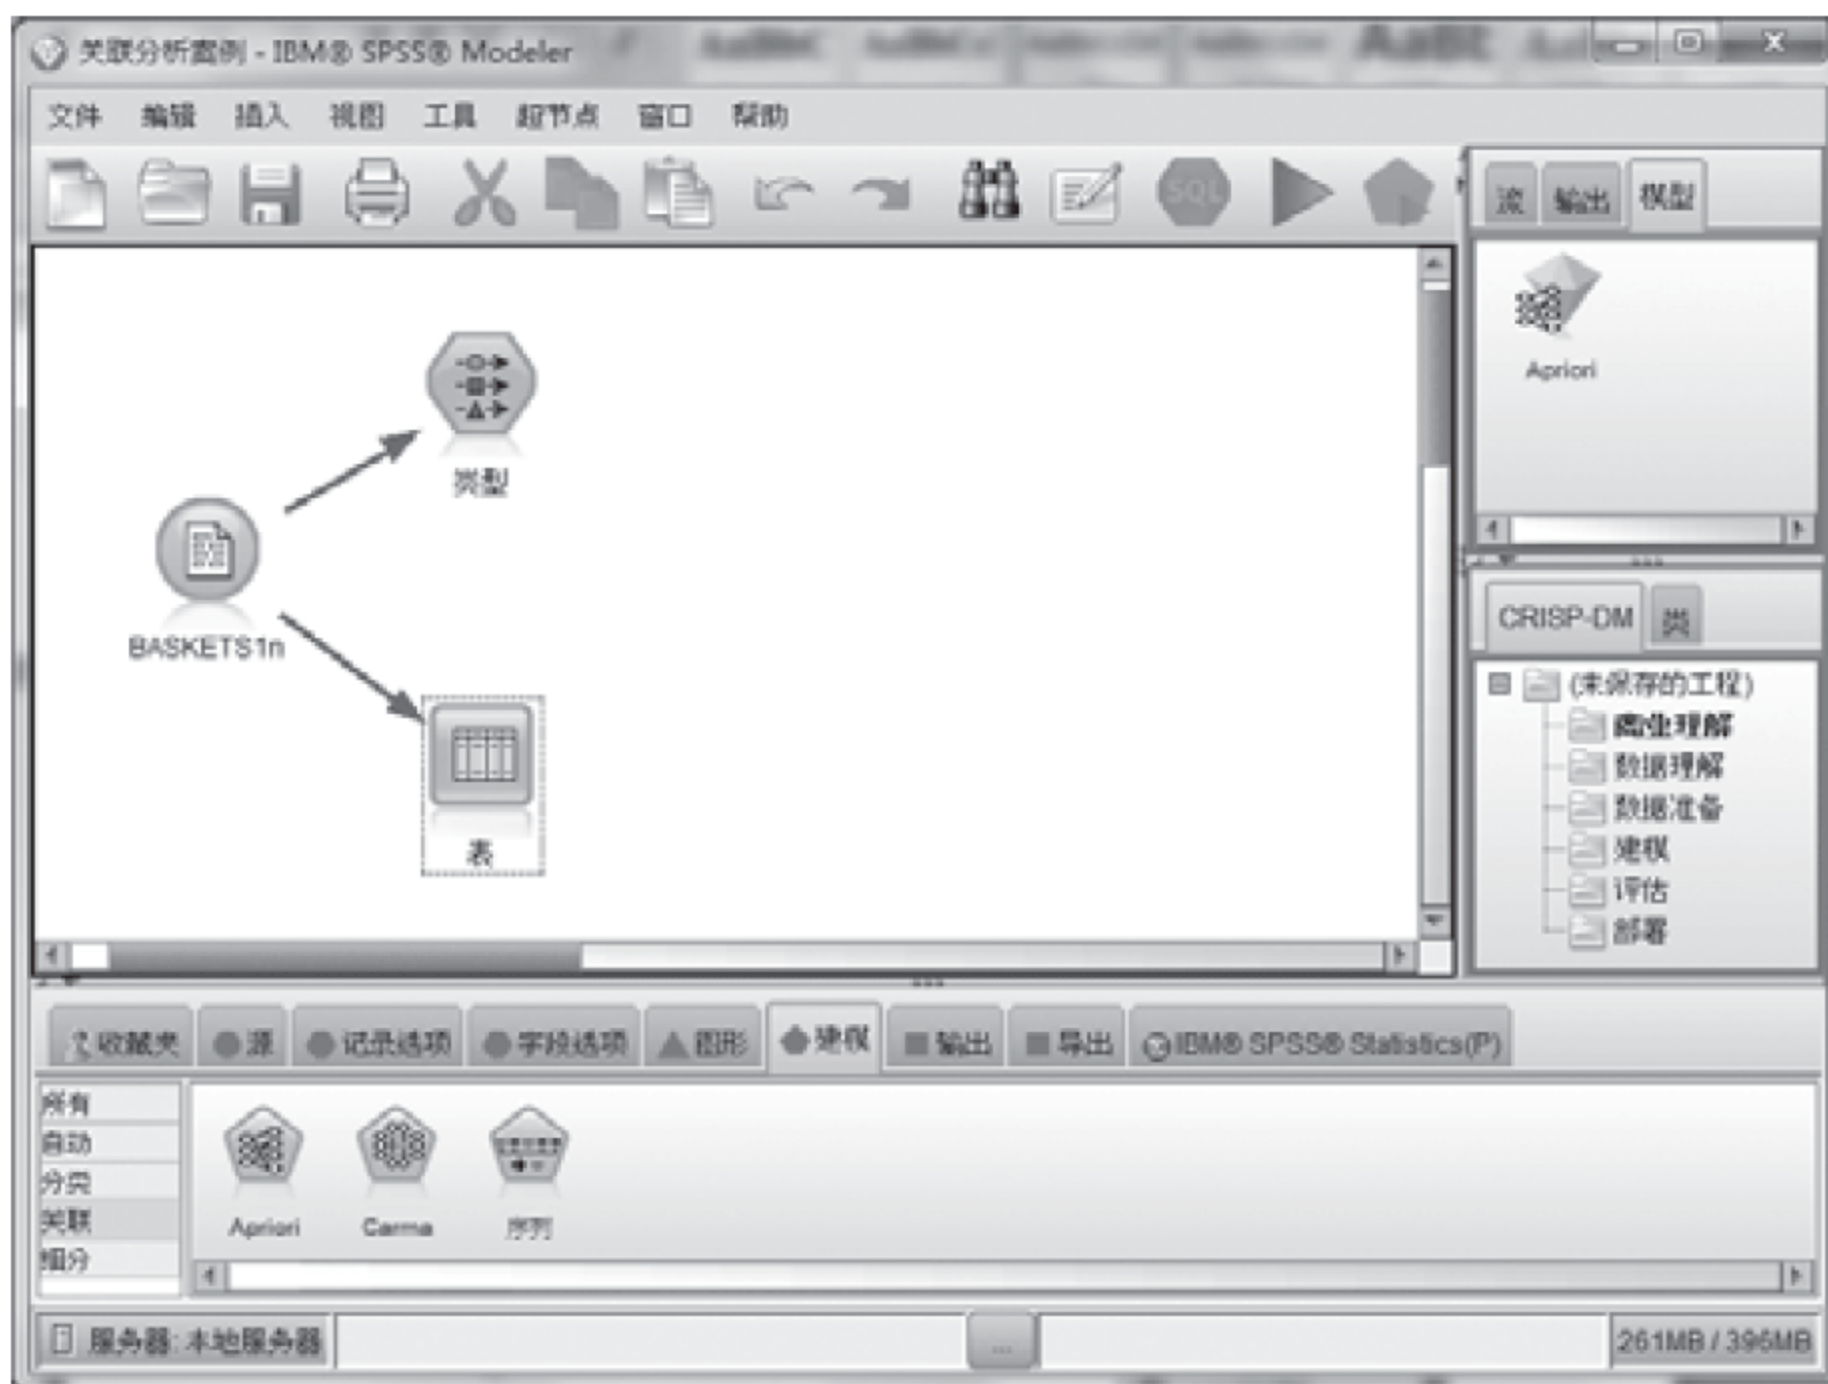 关联分析案例 - IBM® SPSS® Modeler
文件 编辑 插入 视图 工具 超节点 窗口 帮助
SQL
流 输出 模型
Apriori
类型
BASKETS1n
表
CRISP-DM 类
(未保存的工程)
商业理解
数据理解
数据准备
建模
评估
部署
收藏夹 源 记录选项 字段选项 图形 建模 输出 导出 IBM® SPSS® Statistics(P)
所有
自动
分类
关联
细分
Apriori Carma 序列
服务器: 本地服务器 ... 261MB / 396MB